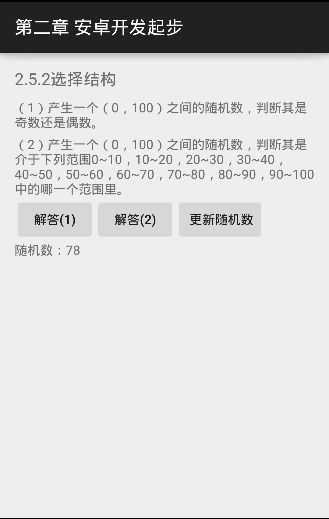 第二章 安卓开发起步
2.5.2选择结构
（1）产生一个（0，100）之间的随机数，判断其是
奇数还是偶数。
（2）产生一个（0，100）之间的随机数，判断其是
介于下列范围0~10，10~20，20~30，30~40，
40~50，50~60，60~70，70~80，80~90，90~100
中的哪一个范围里。
解答(1) 解答(2) 更新随机数
随机数：78